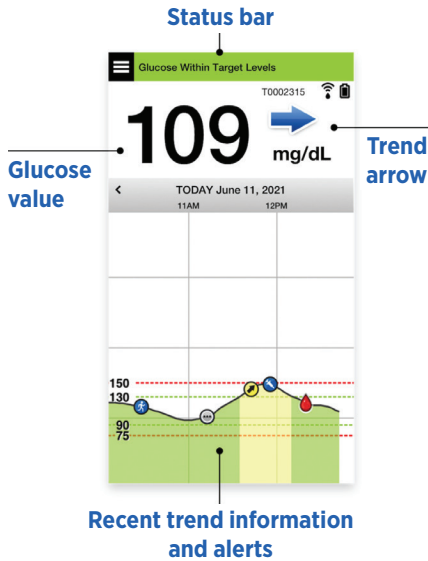 Status bar
Glucose Within Target Levels
T0002315
109
mg/dL
Glucose
value
Trend
arrow
TODAY June 11, 2021
11AM 12PM
150
130
90
75
Recent trend information
and alerts